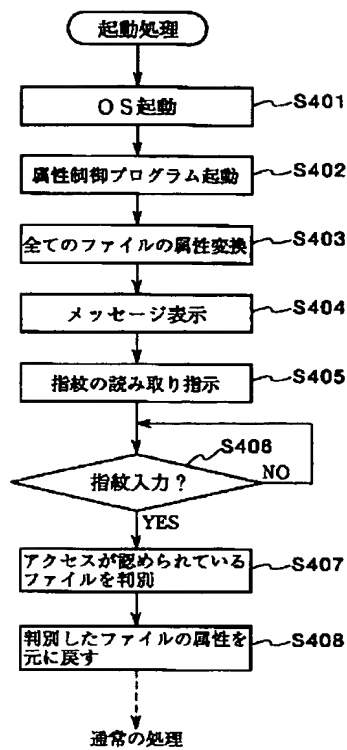 起動処理
OS起動
S401
属性制御プログラム起動
S402
全てのファイルの属性変換
S403
メッセージ表示
S404
指紋の読み取り指示
S405
S406
指紋入力？
NO
YES
アクセスが認められている
ファイルを判別
S407
判別したファイルの属性を
元に戻す
S408
通常の処理